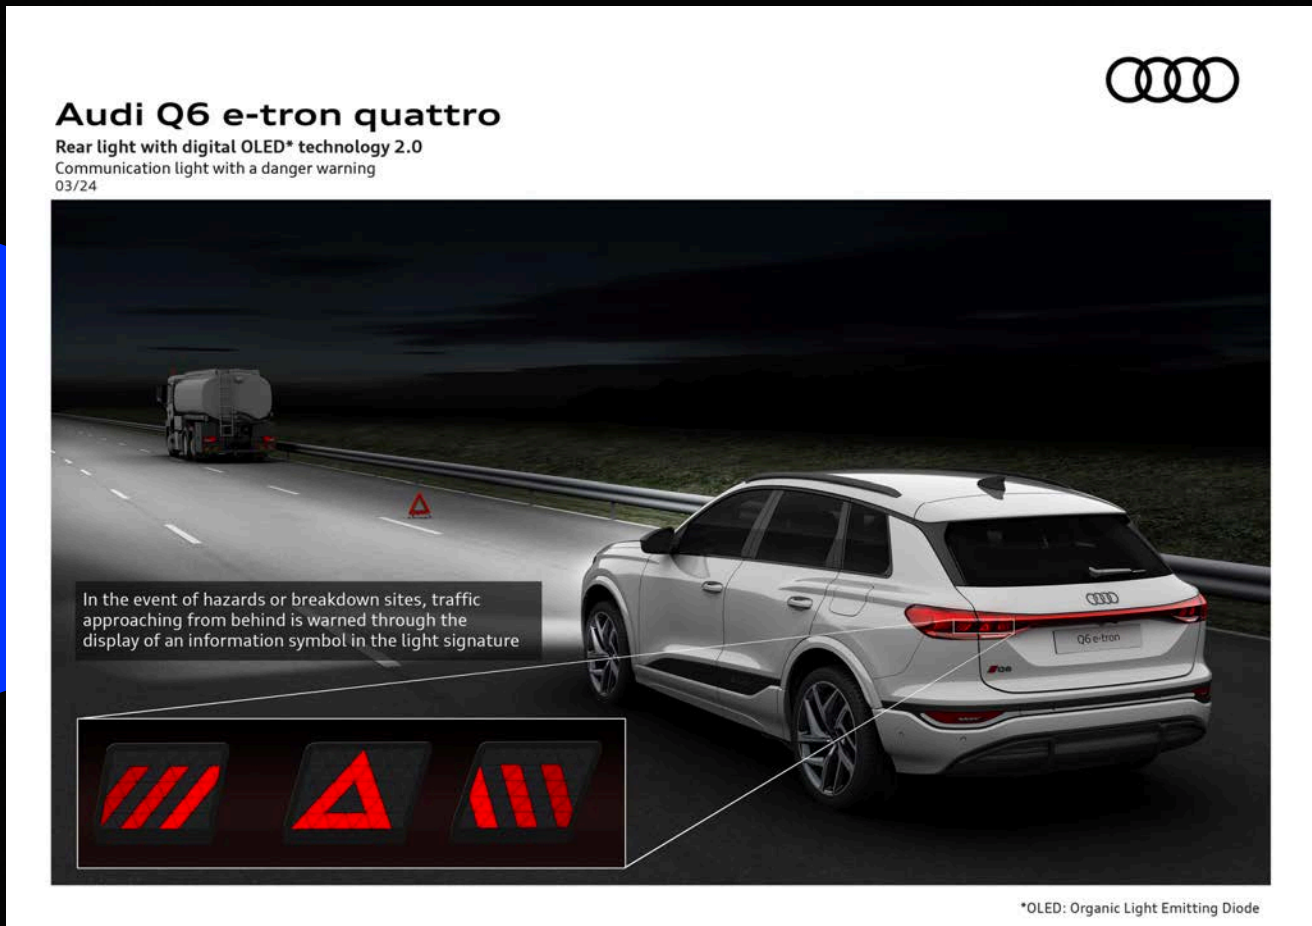 Audi Q6 e-tron quattro
Rear light with digital OLED* technology 2.0
Communication light with a danger warning
03/24
In the event of hazards or breakdown sites, traffic
approaching from behind is warned through the
display of an information symbol in the light signature
Q6 e-tron
Q6
*OLED: Organic Light Emitting Diode